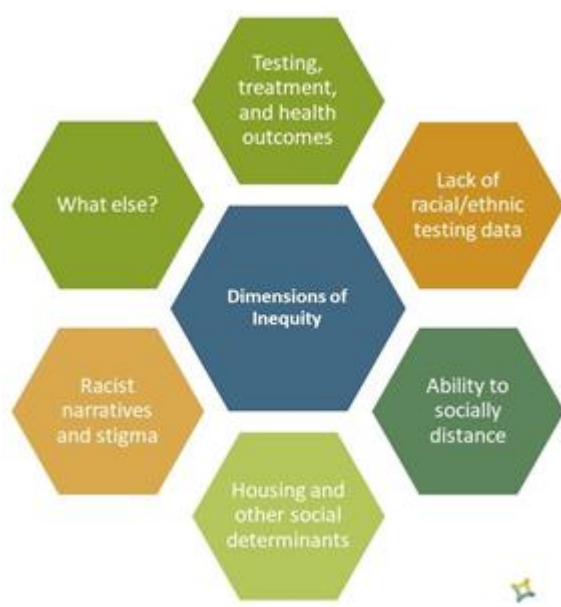 Testing,
treatment,
and health
outcomes
Lack of
racial/ethnic
testing data
Ability to
socially
distance
Housing and
other social
determinants
Racist
narratives
and stigma
What else?
Dimensions of
Inequity